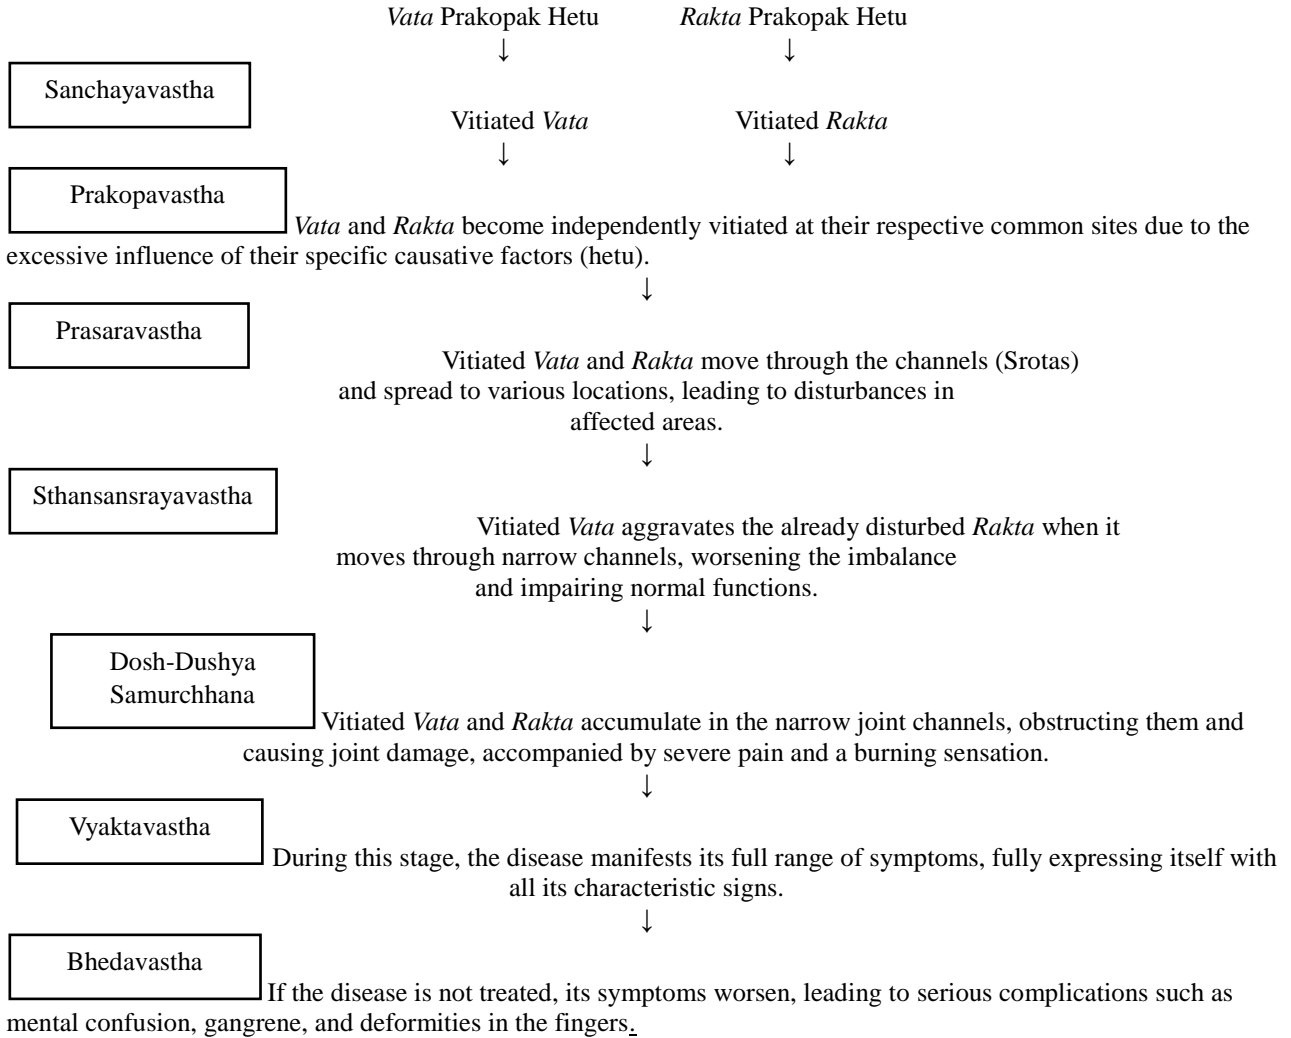 Vata Prakopak Hetu Rakta Prakopak Hetu
↓ ↓
Sanchayavastha
Vitiated Vata Vitiated Rakta
↓ ↓
Prakopavastha
Vata and Rakta become independently vitiated at their respective common sites due to the
excessive influence of their specific causative factors (hetu).
↓
Prasaravastha
Vitiated Vata and Rakta move through the channels (Srotas)
and spread to various locations, leading to disturbances in
affected areas.
↓
Sthansansrayavastha
Vitiated Vata aggravates the already disturbed Rakta when it
moves through narrow channels, worsening the imbalance
and impairing normal functions.
↓
Dosh-Dushya
Samurchhana
Vitiated Vata and Rakta accumulate in the narrow joint channels, obstructing them and
causing joint damage, accompanied by severe pain and a burning sensation.
↓
Vyaktavastha
During this stage, the disease manifests its full range of symptoms, fully expressing itself with
all its characteristic signs.
↓
Bhedavastha
If the disease is not treated, its symptoms worsen, leading to serious complications such as
mental confusion, gangrene, and deformities in the fingers.